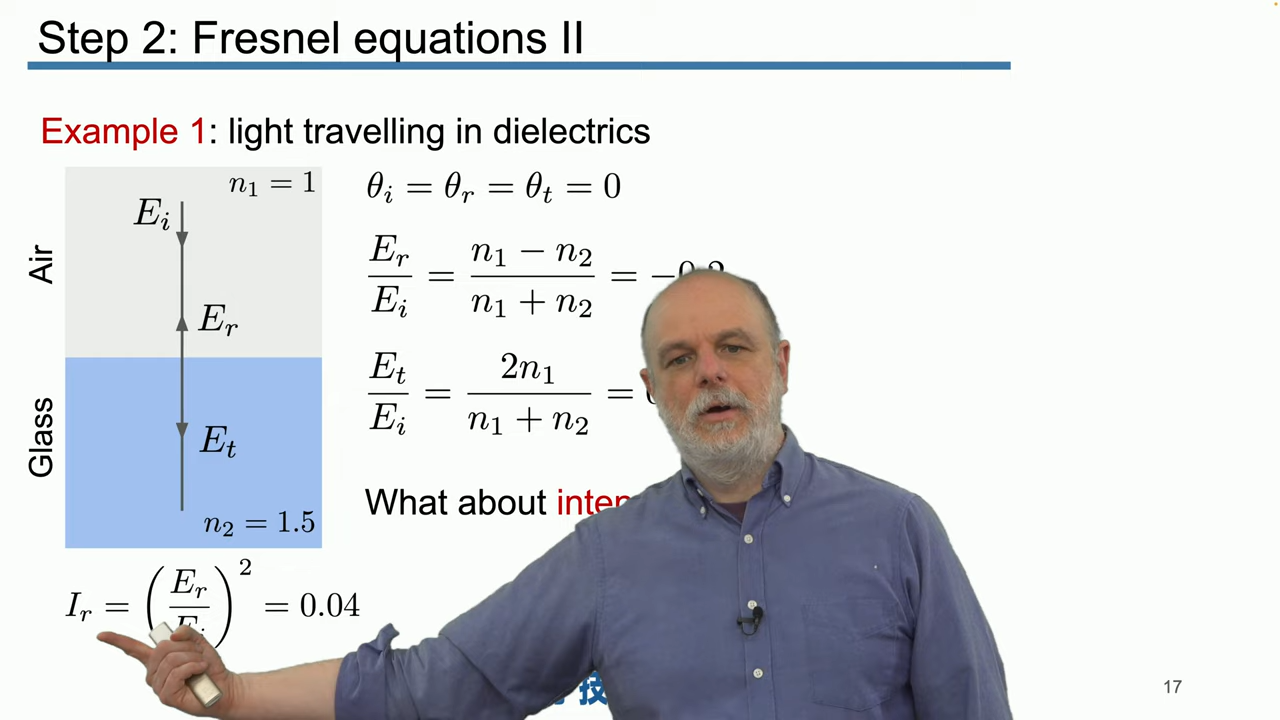 Step 2: Fresnel equations II
Example 1: light travelling in dielectrics
Air
n₁ = 1
E_i
E_r
Glass
E_t
n₂ = 1.5
θ_i = θ_r = θ_t = 0
E_r/E_i = (n₁ − n₂)/(n₁ + n₂) = −0.2
E_t/E_i = 2n₁/(n₁ + n₂) =
What about
I_r = (E_r/E_i)² = 0.04
技
17